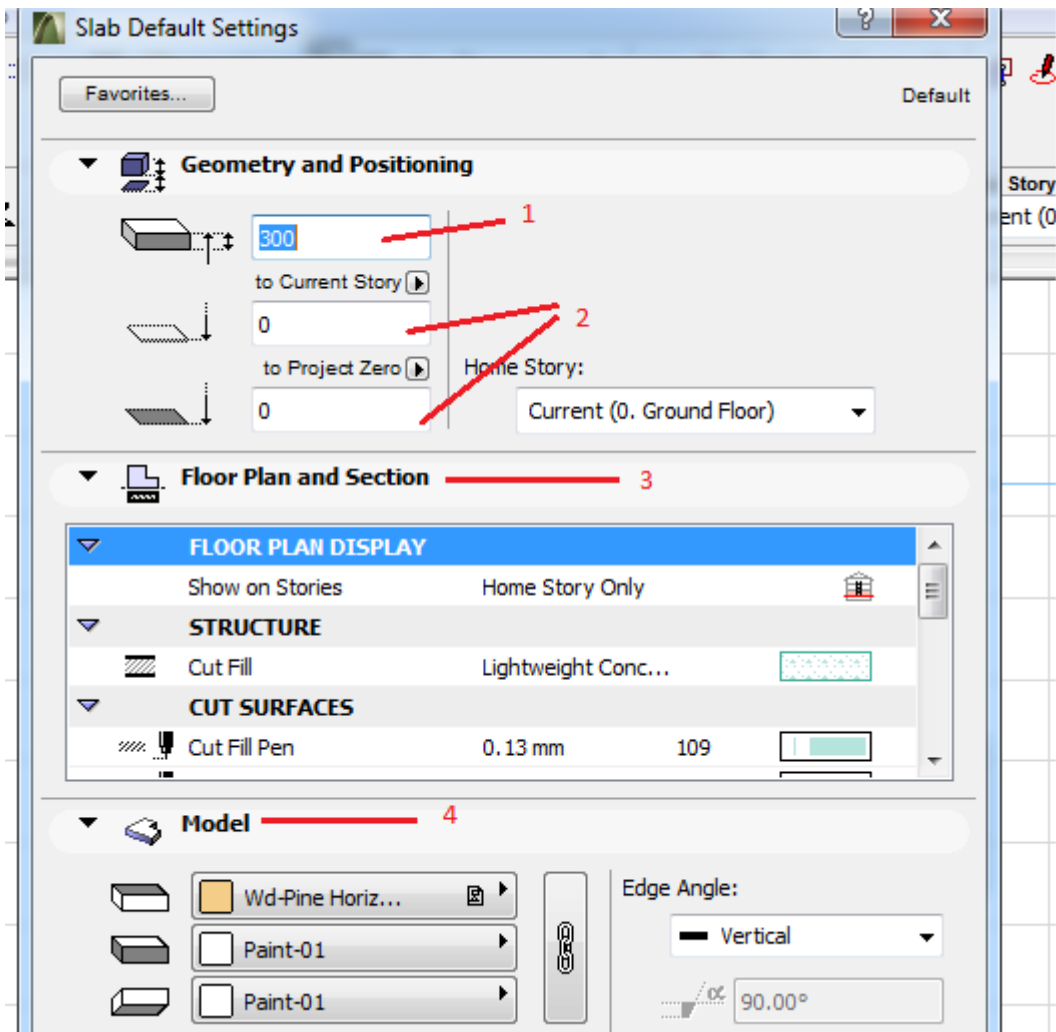 Slab Default Settings
?
Favorites...
Default
Geometry and Positioning
Story
ent (0
300
1
to Current Story
0
2
to Project Zero
Home Story:
0
Current (0. Ground Floor)
Floor Plan and Section
3
FLOOR PLAN DISPLAY
Show on Stories Home Story Only
STRUCTURE
Cut Fill Lightweight Conc...
CUT SURFACES
Cut Fill Pen 0.13 mm 109
Model
4
Wd-Pine Horiz...
Edge Angle:
Paint-01
Vertical
Paint-01
α 90.00°